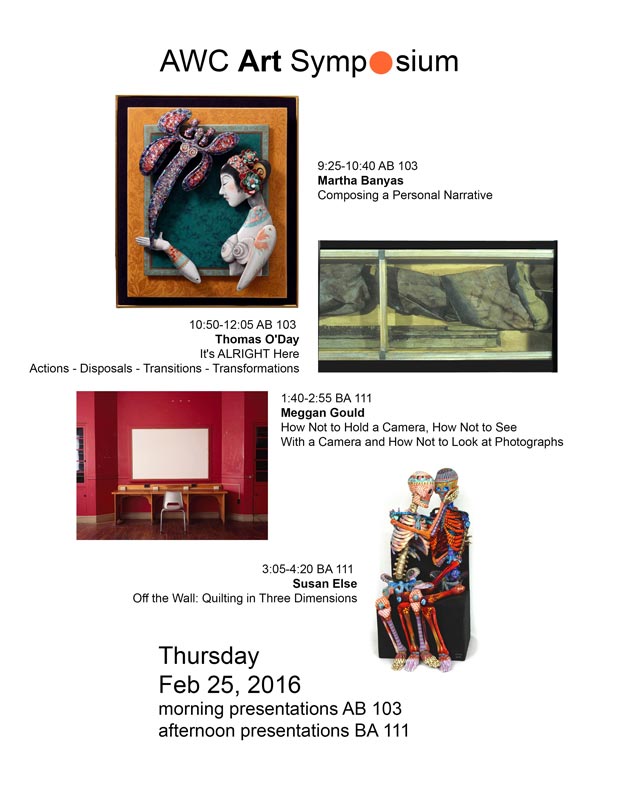 AWC Art Symposium
9:25-10:40 AB 103
Martha Banyas
Composing a Personal Narrative
10:50-12:05 AB 103
Thomas O'Day
It's ALRIGHT Here
Actions - Disposals - Transitions - Transformations
1:40-2:55 BA 111
Meggan Gould
How Not to Hold a Camera, How Not to See
With a Camera and How Not to Look at Photographs
3:05-4:20 BA 111
Susan Else
Off the Wall: Quilting in Three Dimensions
Thursday
Feb 25, 2016
morning presentations AB 103
afternoon presentations BA 111